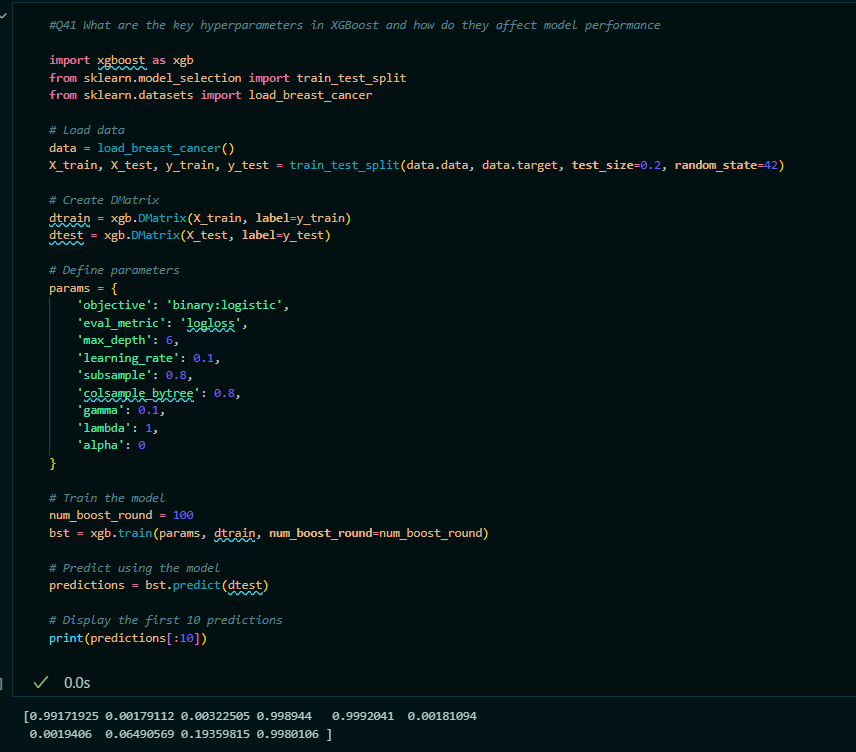 #Q41 What are the key hyperparameters in XGBoost and how do they affect model performance
import xgboost as xgb
from sklearn.model_selection import train_test_split
from sklearn.datasets import load_breast_cancer
# Load data
data = load_breast_cancer()
X_train, X_test, y_train, y_test = train_test_split(data.data, data.target, test_size=0.2, random_state=42)
# Create DMatrix
dtrain = xgb.DMatrix(X_train, label=y_train)
dtest = xgb.DMatrix(X_test, label=y_test)
# Define parameters
params = {
    'objective': 'binary:logistic',
    'eval_metric': 'logloss',
    'max_depth': 6,
    'learning_rate': 0.1,
    'subsample': 0.8,
    'colsample_bytree': 0.8,
    'gamma': 0.1,
    'lambda': 1,
    'alpha': 0
}
# Train the model
num_boost_round = 100
bst = xgb.train(params, dtrain, num_boost_round=num_boost_round)
# Predict using the model
predictions = bst.predict(dtest)
# Display the first 10 predictions
print(predictions[:10])
0.0s
[0.99171925 0.00179112 0.00322505 0.998944   0.9992041  0.00181094
 0.0019406  0.06490569 0.19359815 0.9980106 ]